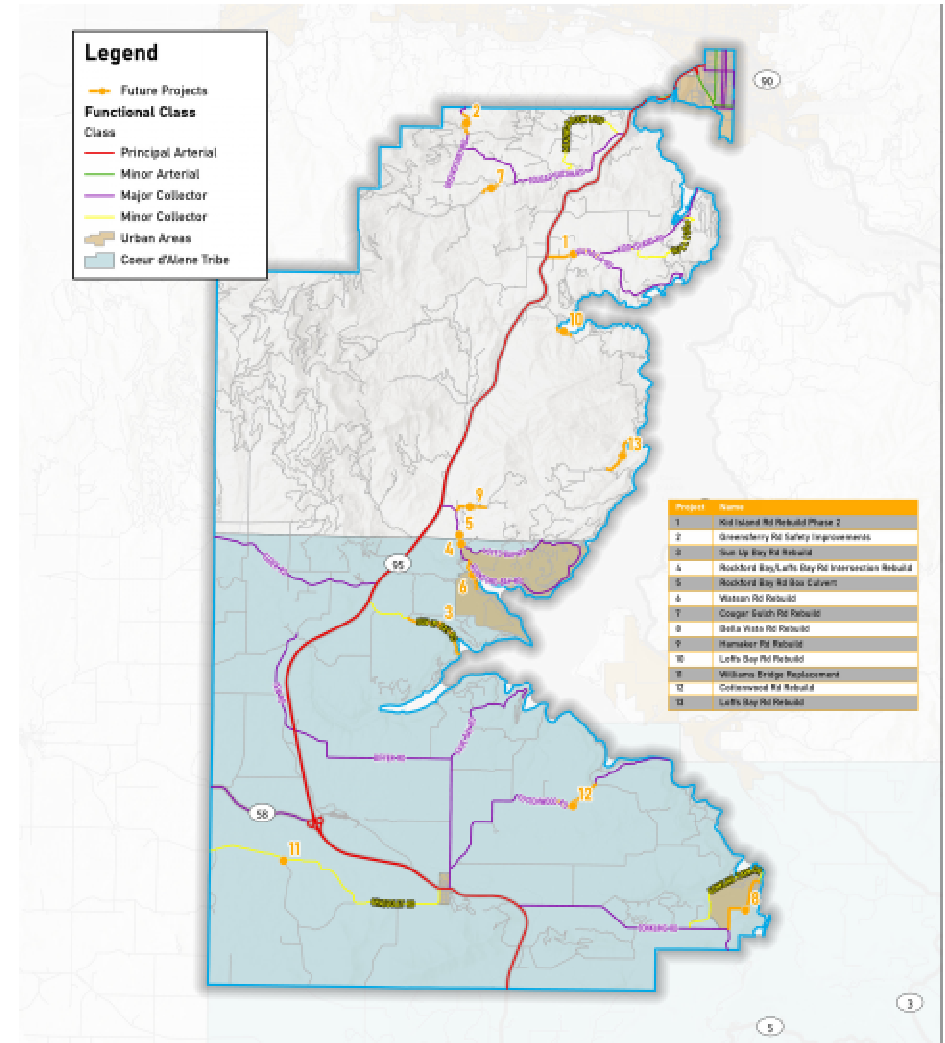 Legend
Future Projects
Functional Class
Class
Principal Arterial
Minor Arterial
Major Collector
Minor Collector
Urban Areas
Coeur d'Alene Tribe
90
2
7
1
10
13
9
5
4
95
6
3
58
12
11
8
3
5
Project Name
1 Kid Island Rd Rebuild Phase 2
2 Greensferry Rd Safety Improvements
3 Sun Up Bay Rd Rebuild
4 Rockford Bay/Loffs Bay Rd Intersection Rebuild
5 Rockford Bay Rd Box Culvert
6 Watson Rd Rebuild
7 Cougar Gulch Rd Rebuild
8 Bella Vista Rd Rebuild
9 Hamaker Rd Rebuild
10 Loffs Bay Rd Rebuild
11 Williams Bridge Replacement
12 Cottonwood Rd Rebuild
13 Loffs Bay Rd Rebuild